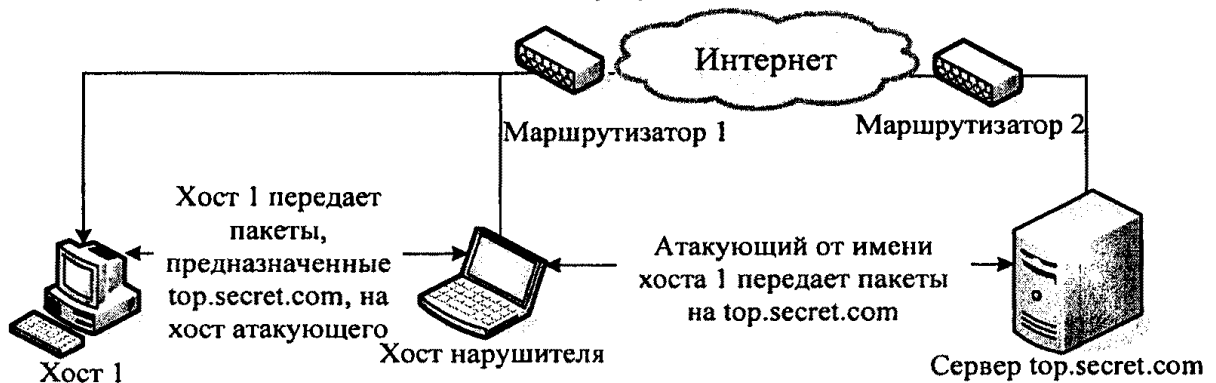 Интернет
Маршрутизатор 1
Маршрутизатор 2
Хост 1 передает
пакеты,
предназначенные
top.secret.com, на
хост атакующего
Атакующий от имени
хоста 1 передает пакеты
на top.secret.com
Хост 1
Хост нарушителя
Сервер top.secret.com